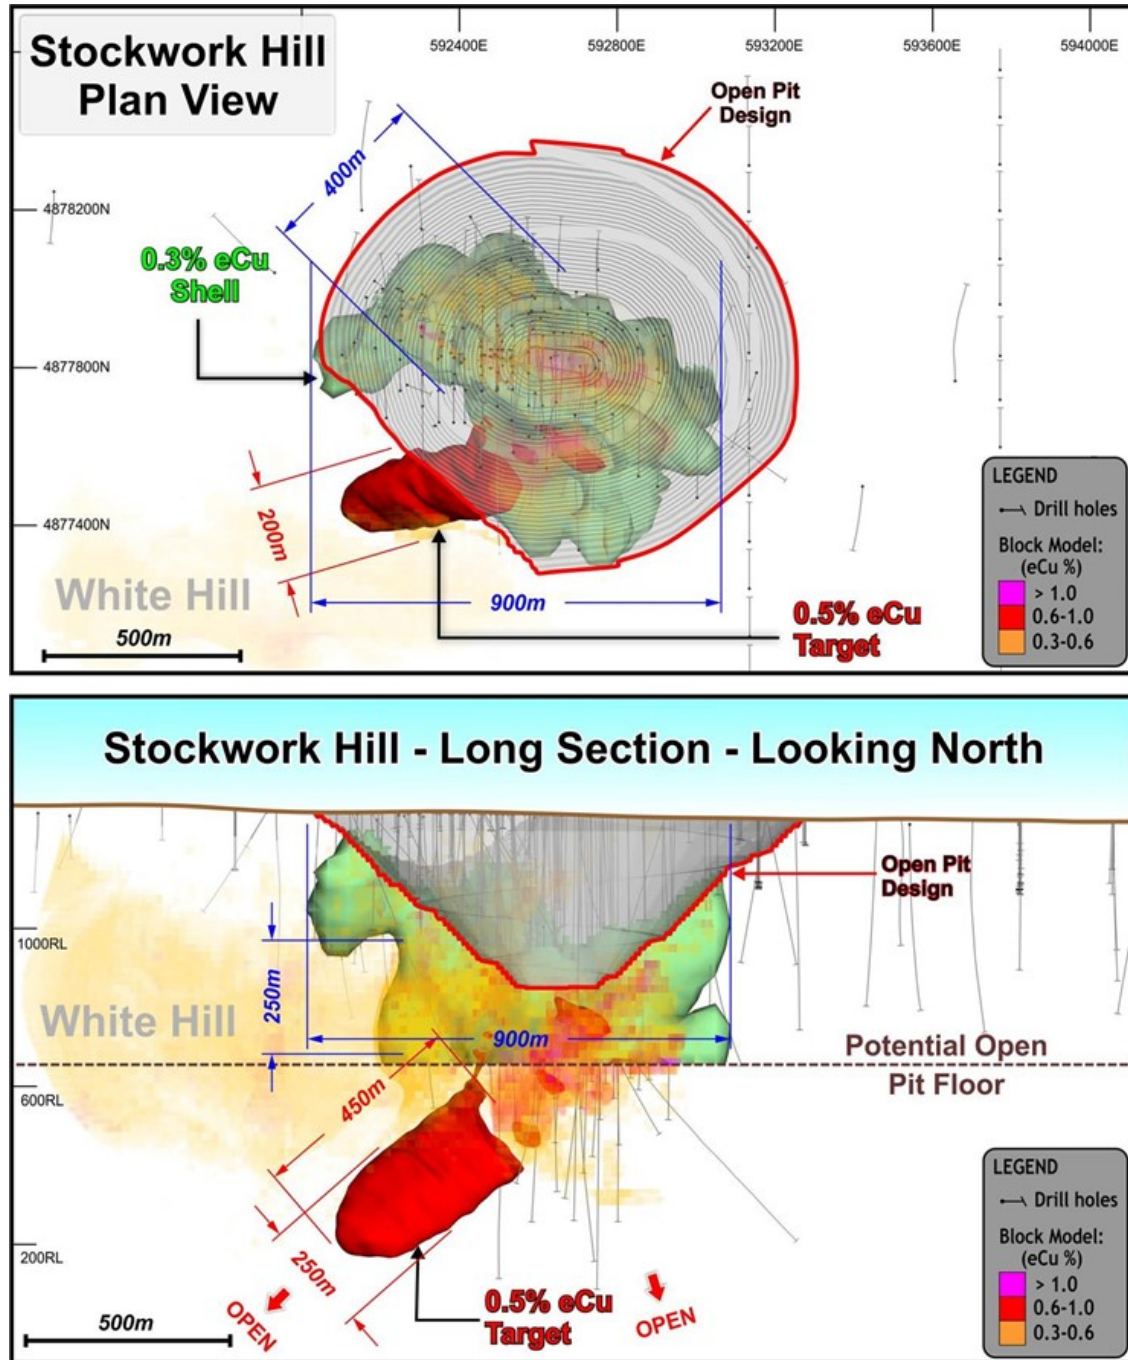 Stockwork Hill
Plan View
592400E
592800E
593200E
593600E
594000E
Open Pit
Design
400m
4878200N
0.3% eCu
Shell
4877800N
4877400N
200m
White Hill
900m
500m
0.5% eCu
Target
LEGEND
Drill holes
Block Model:
(eCu %)
> 1.0
0.6-1.0
0.3-0.6
Stockwork Hill - Long Section - Looking North
Open Pit
Design
1000RL
250m
White Hill
900m
Potential Open
Pit Floor
600RL
450m
200RL
250m
OPEN
0.5% eCu
Target
OPEN
500m
LEGEND
Drill holes
Block Model:
(eCu %)
> 1.0
0.6-1.0
0.3-0.6